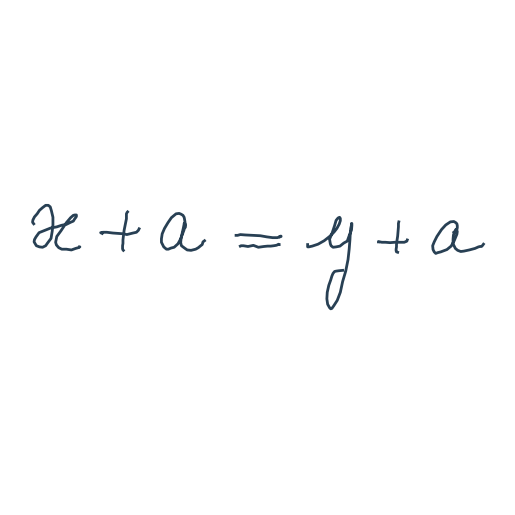 x + a = y + a